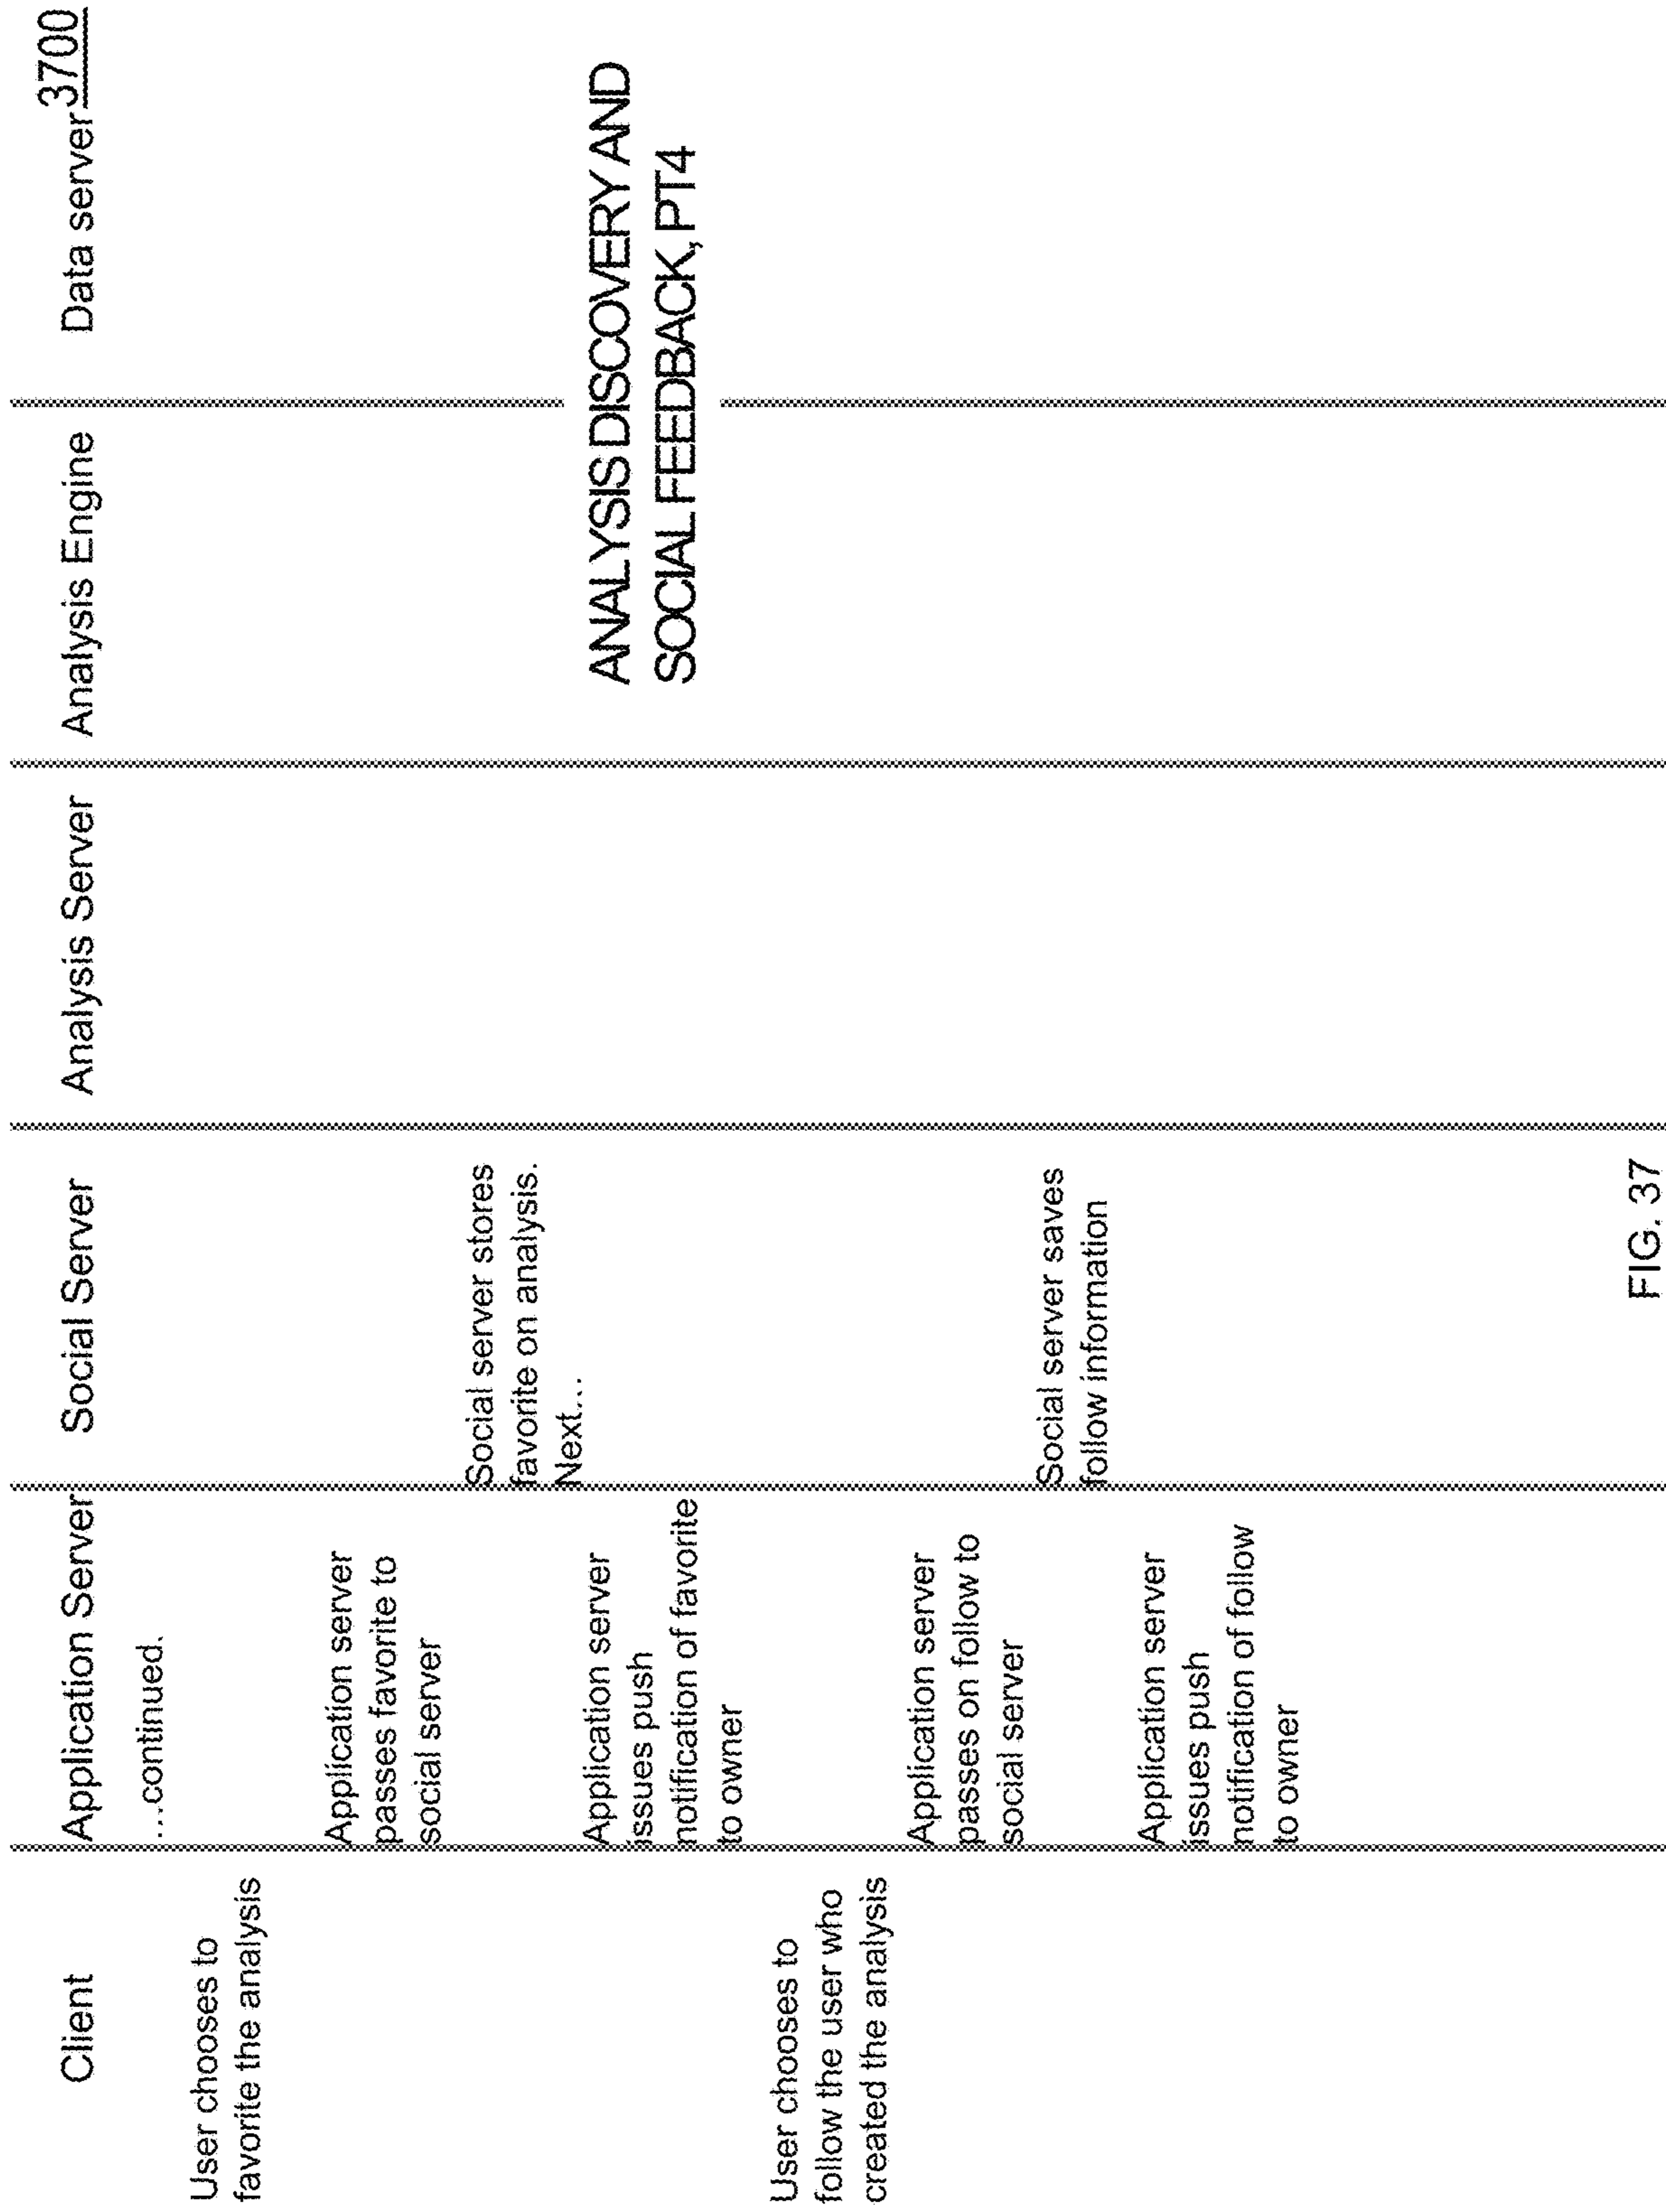 3700
Client
Application Server
Social Server
Analysis Server
Analysis Engine
Data server
...continued.
User chooses to
favorite the analysis
Application server
passes favorite to
social server
Social server stores
favorite on analysis.
Next...
Application server
issues push
notification of favorite
to owner
ANALYSIS DISCOVERY AND
SOCIAL FEEDBACK, PT4
User chooses to
follow the user who
created the analysis
Application server
passes on follow to
social server
Social server saves
follow information
Application server
issues push
notification of follow
to owner
FIG. 37